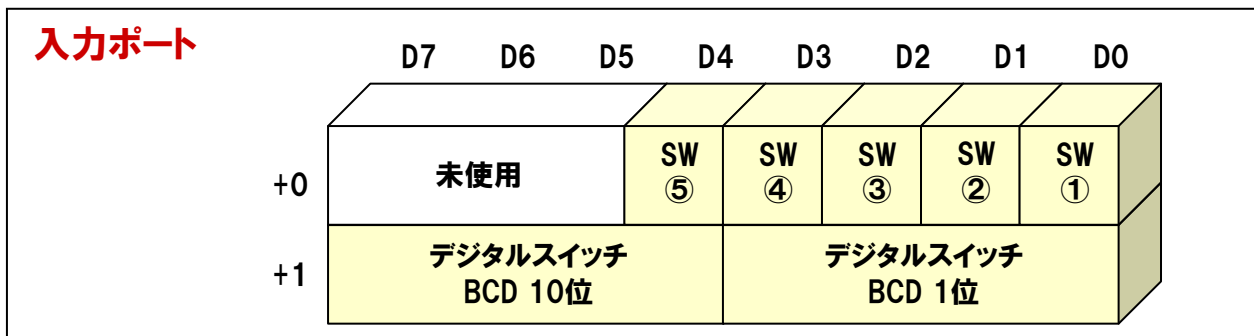 入力ポート
D7 D6 D5 D4 D3 D2 D1 D0
+0
未使用
SW
⑤
SW
④
SW
③
SW
②
SW
①
+1
デジタルスイッチ
BCD 10位
デジタルスイッチ
BCD 1位